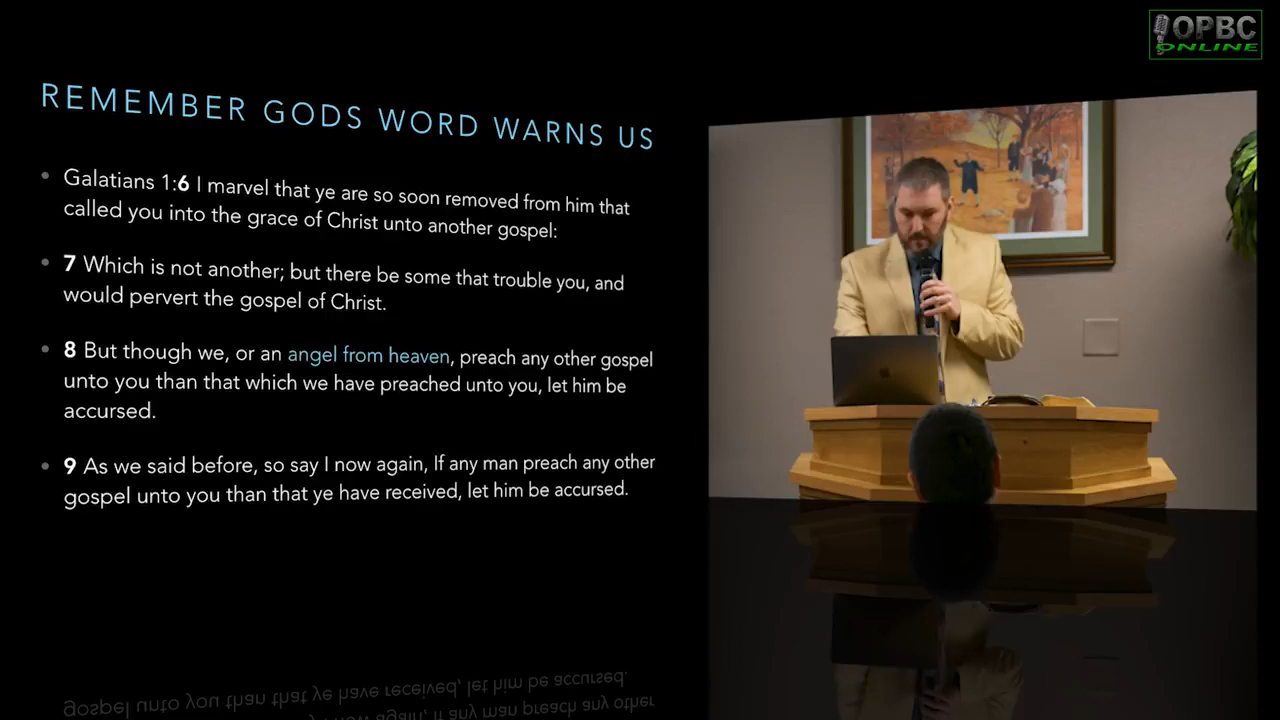 OPBC
ONLINE
REMEMBER GODS WORD WARNS US
Galatians 1:6 I marvel that ye are so soon removed from him that
called you into the grace of Christ unto another gospel:
7 Which is not another; but there be some that trouble you, and
would pervert the gospel of Christ.
8 But though we, or an angel from heaven, preach any other gospel
unto you than that which we have preached unto you, let him be
accursed.
9 As we said before, so say I now again, If any man preach any other
gospel unto you than that ye have received, let him be accursed.